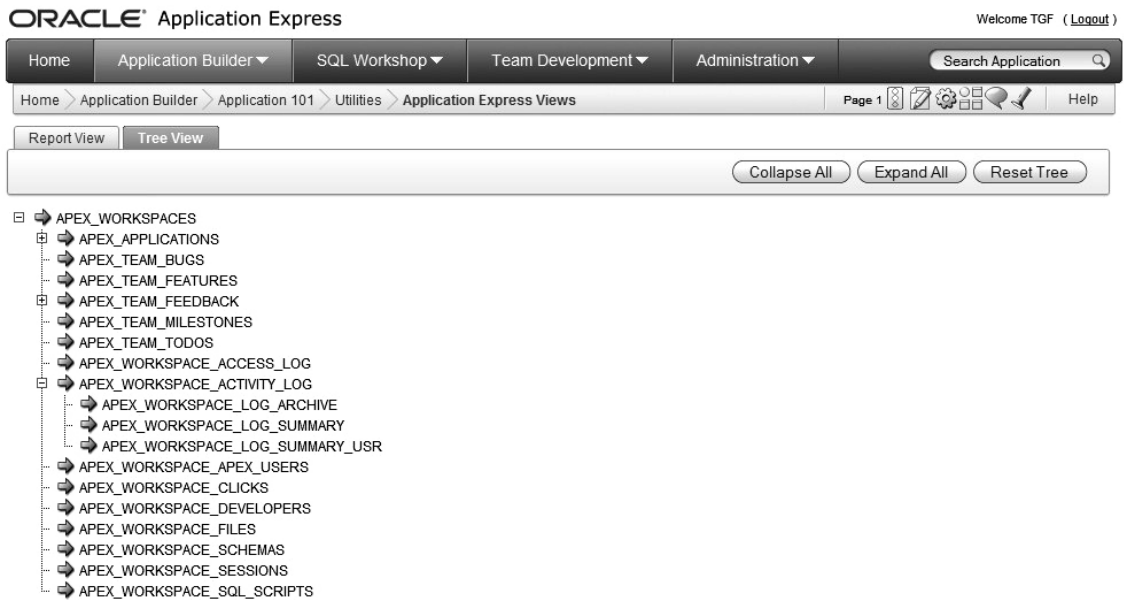 ORACLE Application Express
Welcome TGF ( Logout )
Home Application Builder SQL Workshop Team Development Administration Search Application
Home Application Builder Application 101 Utilities Application Express Views Page 1 Help
Report View Tree View
Collapse All Expand All Reset Tree
APEX_WORKSPACES
APEX_APPLICATIONS
APEX_TEAM_BUGS
APEX_TEAM_FEATURES
APEX_TEAM_FEEDBACK
APEX_TEAM_MILESTONES
APEX_TEAM_TODOS
APEX_WORKSPACE_ACCESS_LOG
APEX_WORKSPACE_ACTIVITY_LOG
APEX_WORKSPACE_LOG_ARCHIVE
APEX_WORKSPACE_LOG_SUMMARY
APEX_WORKSPACE_LOG_SUMMARY_USR
APEX_WORKSPACE_APEX_USERS
APEX_WORKSPACE_CLICKS
APEX_WORKSPACE_DEVELOPERS
APEX_WORKSPACE_FILES
APEX_WORKSPACE_SCHEMAS
APEX_WORKSPACE_SESSIONS
APEX_WORKSPACE_SQL_SCRIPTS